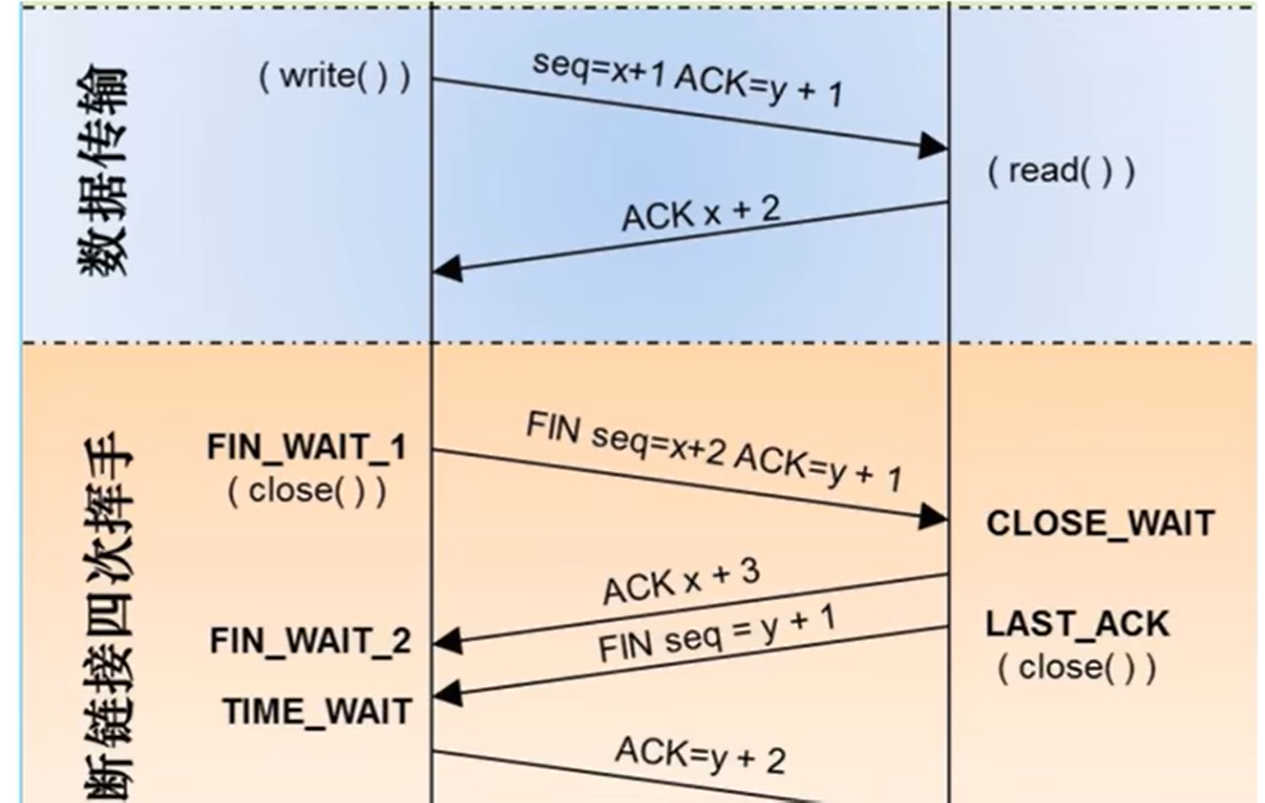 数据传输
( write( ) )
seq=x+1 ACK=y + 1
( read( ) )
ACK x + 2
断链接四次挥手
FIN_WAIT_1
( close( ) )
FIN seq=x+2 ACK=y + 1
CLOSE_WAIT
ACK x + 3
FIN_WAIT_2
FIN seq = y + 1
LAST_ACK
( close( ) )
TIME_WAIT
ACK=y + 2